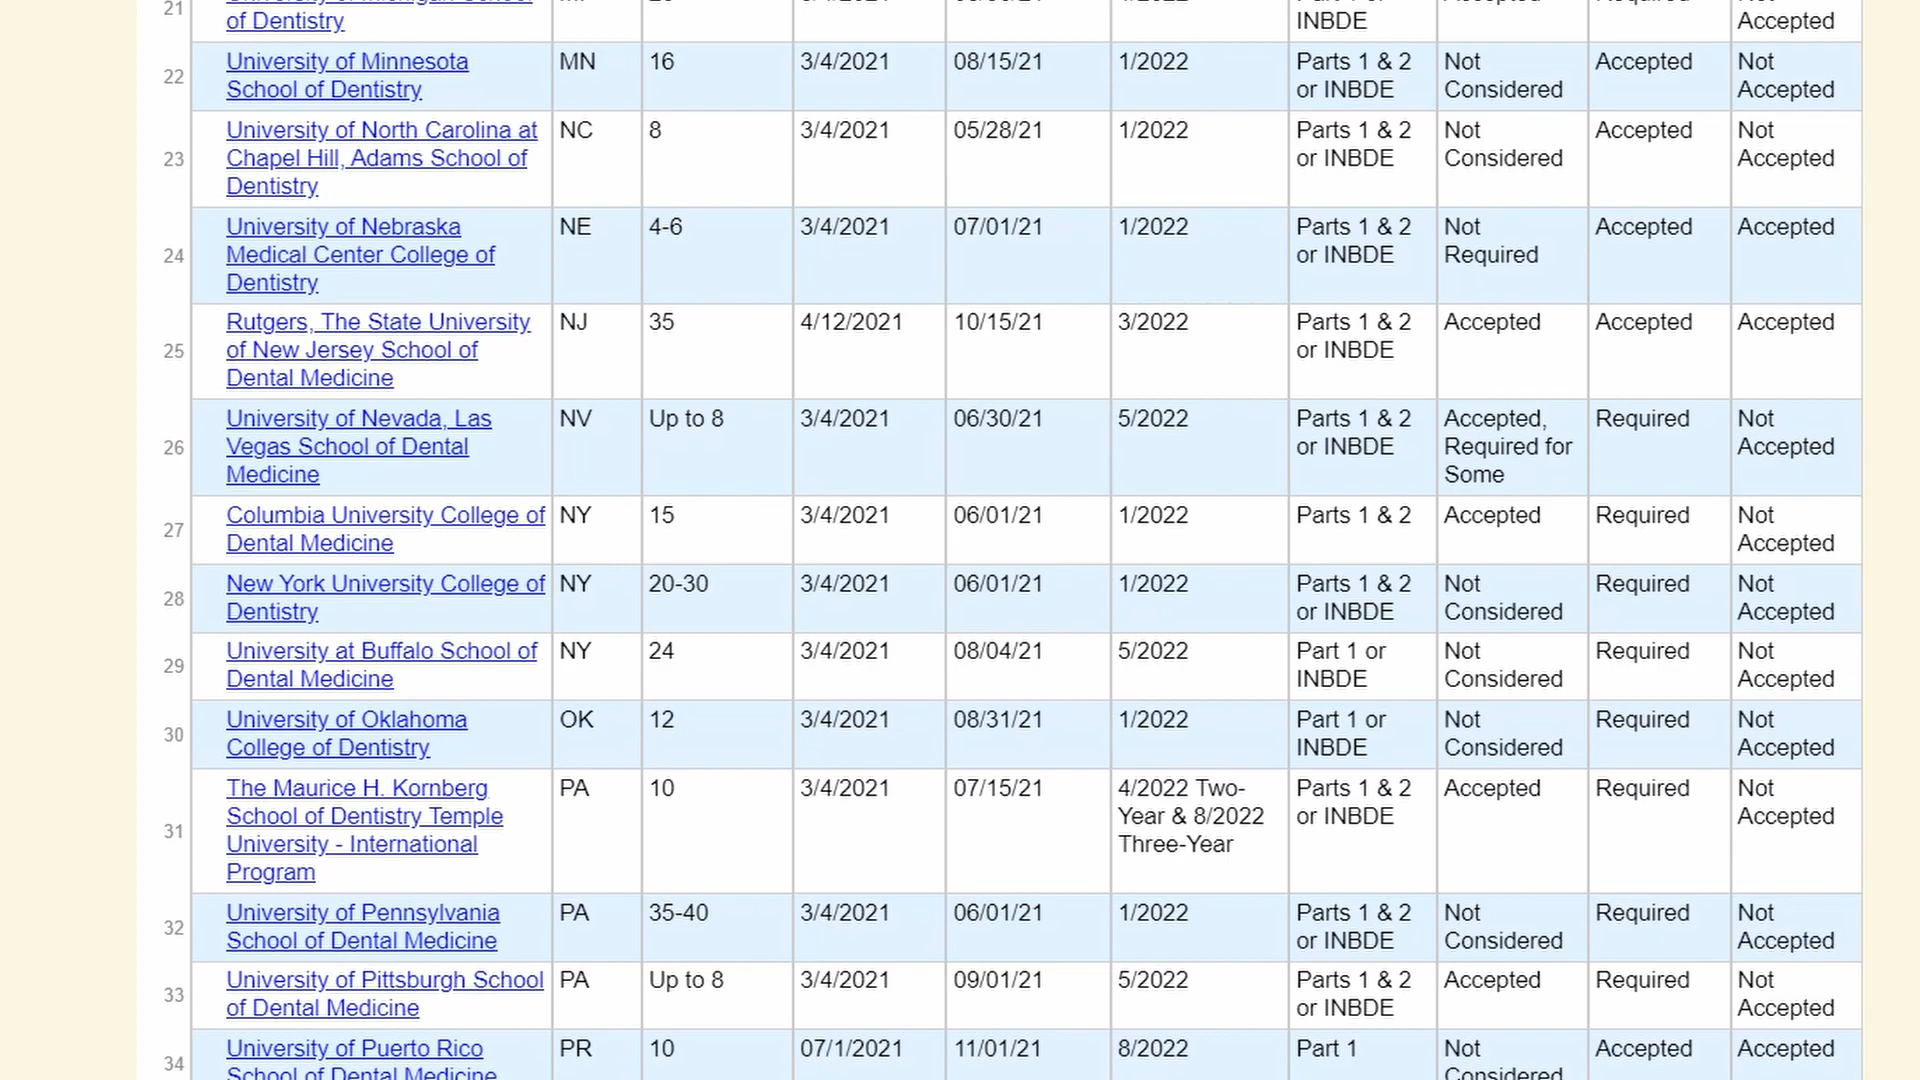 21
of Dentistry
INBDE
Accepted
22
University of Minnesota
School of Dentistry
MN
16
3/4/2021
08/15/21
1/2022
Parts 1 & 2
or INBDE
Not
Considered
Accepted
Not
Accepted
23
University of North Carolina at
Chapel Hill, Adams School of
Dentistry
NC
8
3/4/2021
05/28/21
1/2022
Parts 1 & 2
or INBDE
Not
Considered
Accepted
Not
Accepted
24
University of Nebraska
Medical Center College of
Dentistry
NE
4-6
3/4/2021
07/01/21
1/2022
Parts 1 & 2
or INBDE
Not
Required
Accepted
Accepted
25
Rutgers, The State University
of New Jersey School of
Dental Medicine
NJ
35
4/12/2021
10/15/21
3/2022
Parts 1 & 2
or INBDE
Accepted
Accepted
Accepted
26
University of Nevada, Las
Vegas School of Dental
Medicine
NV
Up to 8
3/4/2021
06/30/21
5/2022
Parts 1 & 2
or INBDE
Accepted,
Required for
Some
Required
Not
Accepted
27
Columbia University College of
Dental Medicine
NY
15
3/4/2021
06/01/21
1/2022
Parts 1 & 2
Accepted
Required
Not
Accepted
28
New York University College of
Dentistry
NY
20-30
3/4/2021
06/01/21
1/2022
Parts 1 & 2
or INBDE
Not
Considered
Required
Not
Accepted
29
University at Buffalo School of
Dental Medicine
NY
24
3/4/2021
08/04/21
5/2022
Part 1 or
INBDE
Not
Considered
Required
Not
Accepted
30
University of Oklahoma
College of Dentistry
OK
12
3/4/2021
08/31/21
1/2022
Part 1 or
INBDE
Not
Considered
Required
Not
Accepted
31
The Maurice H. Kornberg
School of Dentistry Temple
University - International
Program
PA
10
3/4/2021
07/15/21
4/2022 Two-
Year & 8/2022
Three-Year
Parts 1 & 2
or INBDE
Accepted
Required
Not
Accepted
32
University of Pennsylvania
School of Dental Medicine
PA
35-40
3/4/2021
06/01/21
1/2022
Parts 1 & 2
or INBDE
Not
Considered
Required
Not
Accepted
33
University of Pittsburgh School
of Dental Medicine
PA
Up to 8
3/4/2021
09/01/21
5/2022
Parts 1 & 2
or INBDE
Accepted
Required
Not
Accepted
34
University of Puerto Rico
School of Dental Medicine
PR
10
07/1/2021
11/01/21
8/2022
Part 1
Not
Considered
Accepted
Accepted